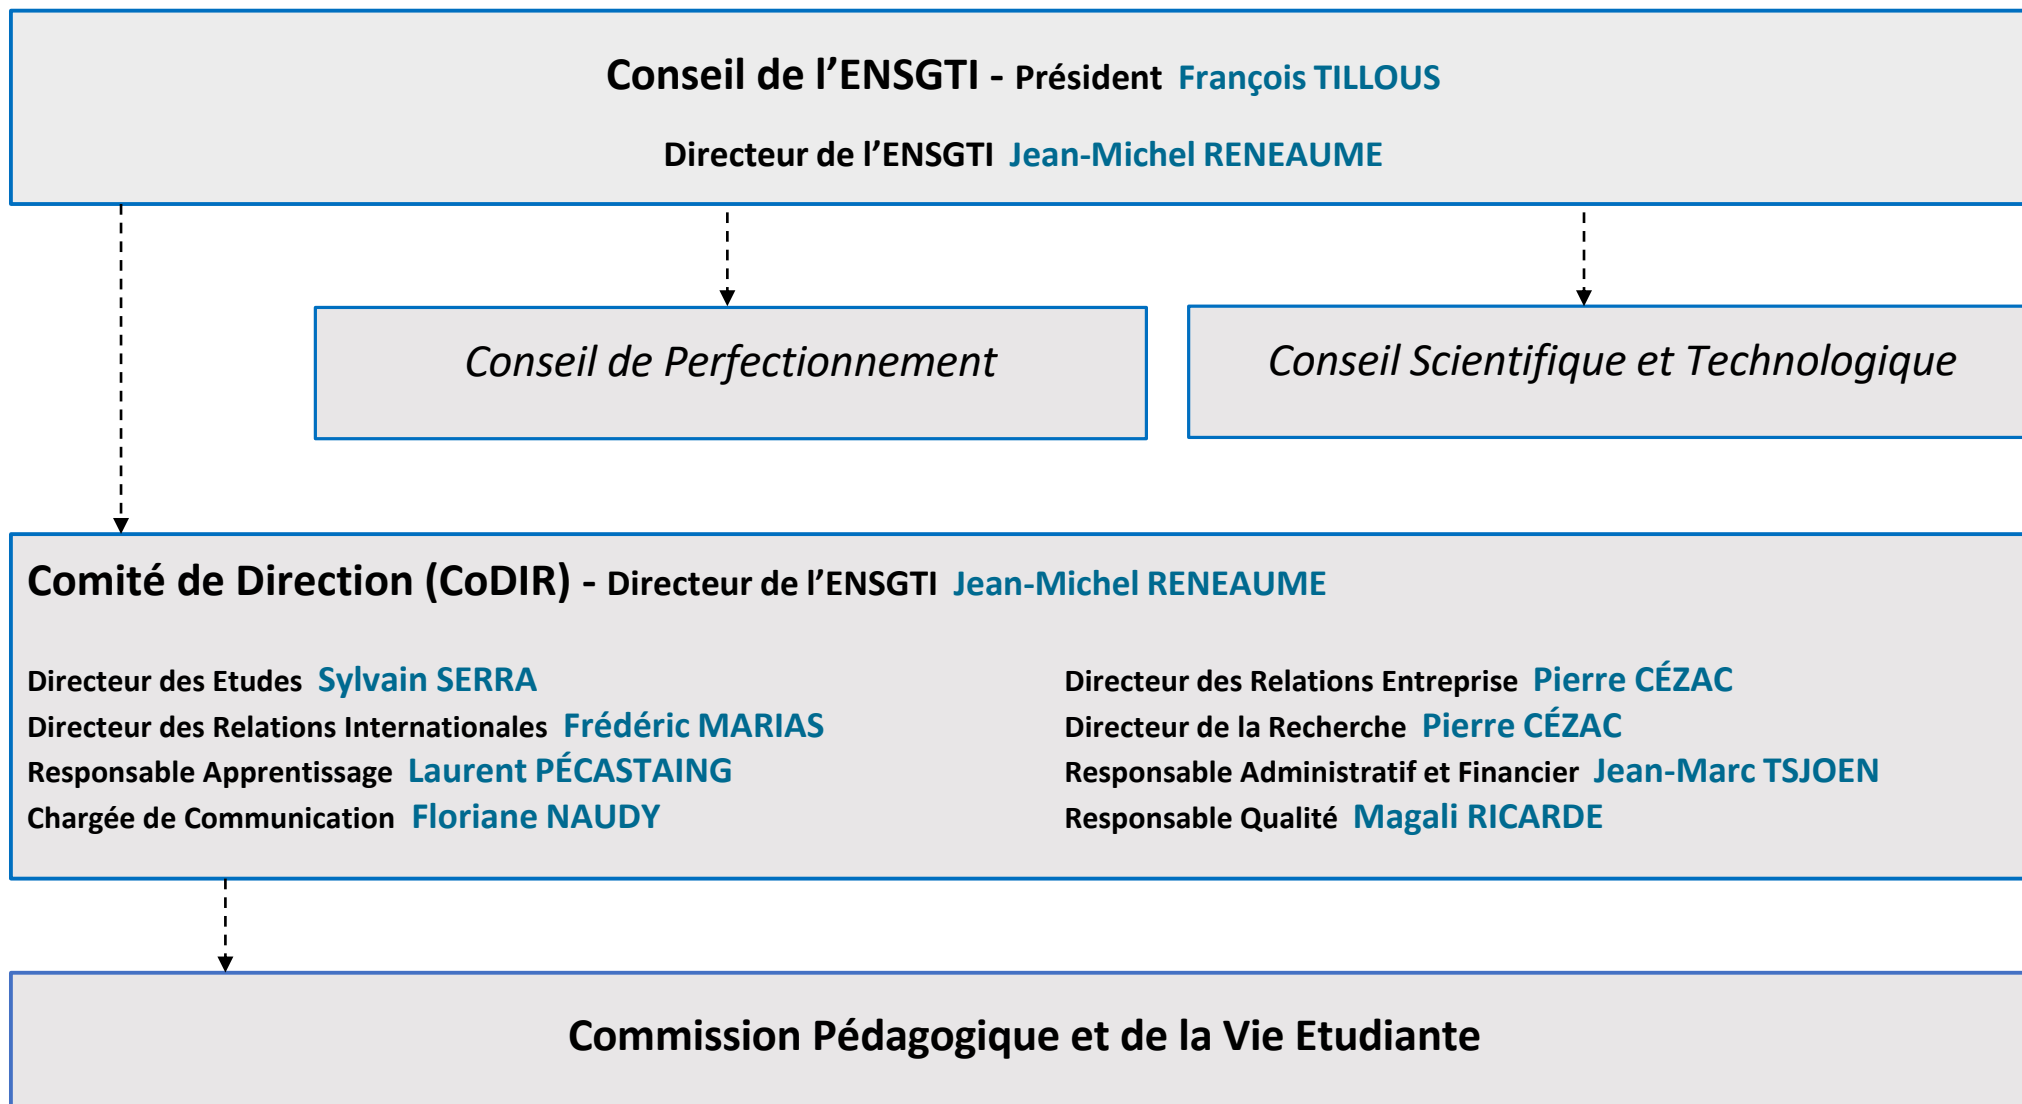 Conseil de l’ENSGTI - Président François TILLOUS
Directeur de l’ENSGTI Jean-Michel RENEAUME
Conseil de Perfectionnement
Conseil Scientifique et Technologique
Comité de Direction (CoDIR) - Directeur de l’ENSGTI Jean-Michel RENEAUME
Directeur des Etudes Sylvain SERRA
Directeur des Relations Internationales Frédéric MARIAS
Responsable Apprentissage Laurent PÉCASTAING
Chargée de Communication Floriane NAUDY
Directeur des Relations Entreprise Pierre CÉZAC
Directeur de la Recherche Pierre CÉZAC
Responsable Administratif et Financier Jean-Marc TSJOEN
Responsable Qualité Magali RICARDE
Commission Pédagogique et de la Vie Etudiante